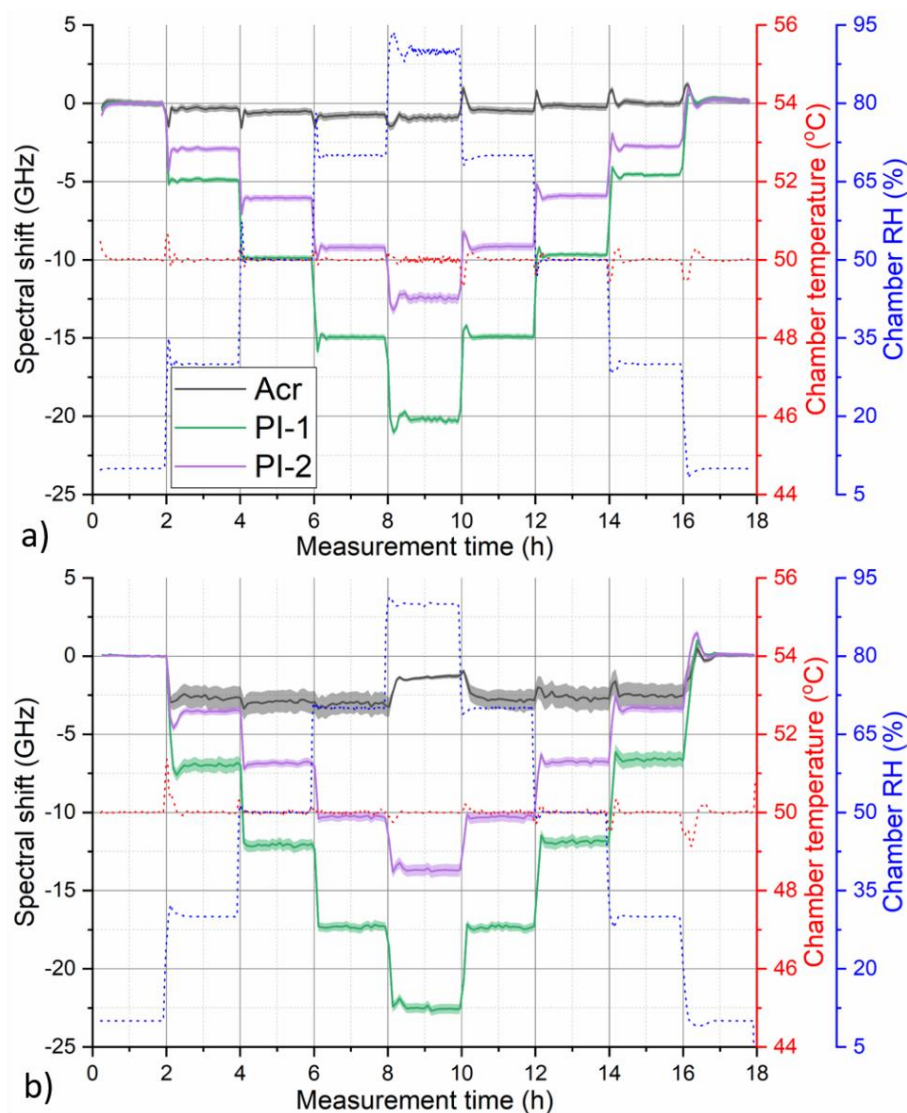 5
0
-5
-10
-15
-20
-25
Spectral shift (GHz)
Acr
PI-1
PI-2
56
54
52
50
48
46
44
Chamber temperature (°C)
95
80
65
50
35
20
5
Chamber RH (%)
0 2 4 6 8 10 12 14 16 18
a)
Measurement time (h)
5
0
-5
-10
-15
-20
-25
Spectral shift (GHz)
56
54
52
50
48
46
44
Chamber temperature (°C)
95
80
65
50
35
20
5
Chamber RH (%)
0 2 4 6 8 10 12 14 16 18
b)
Measurement time (h)